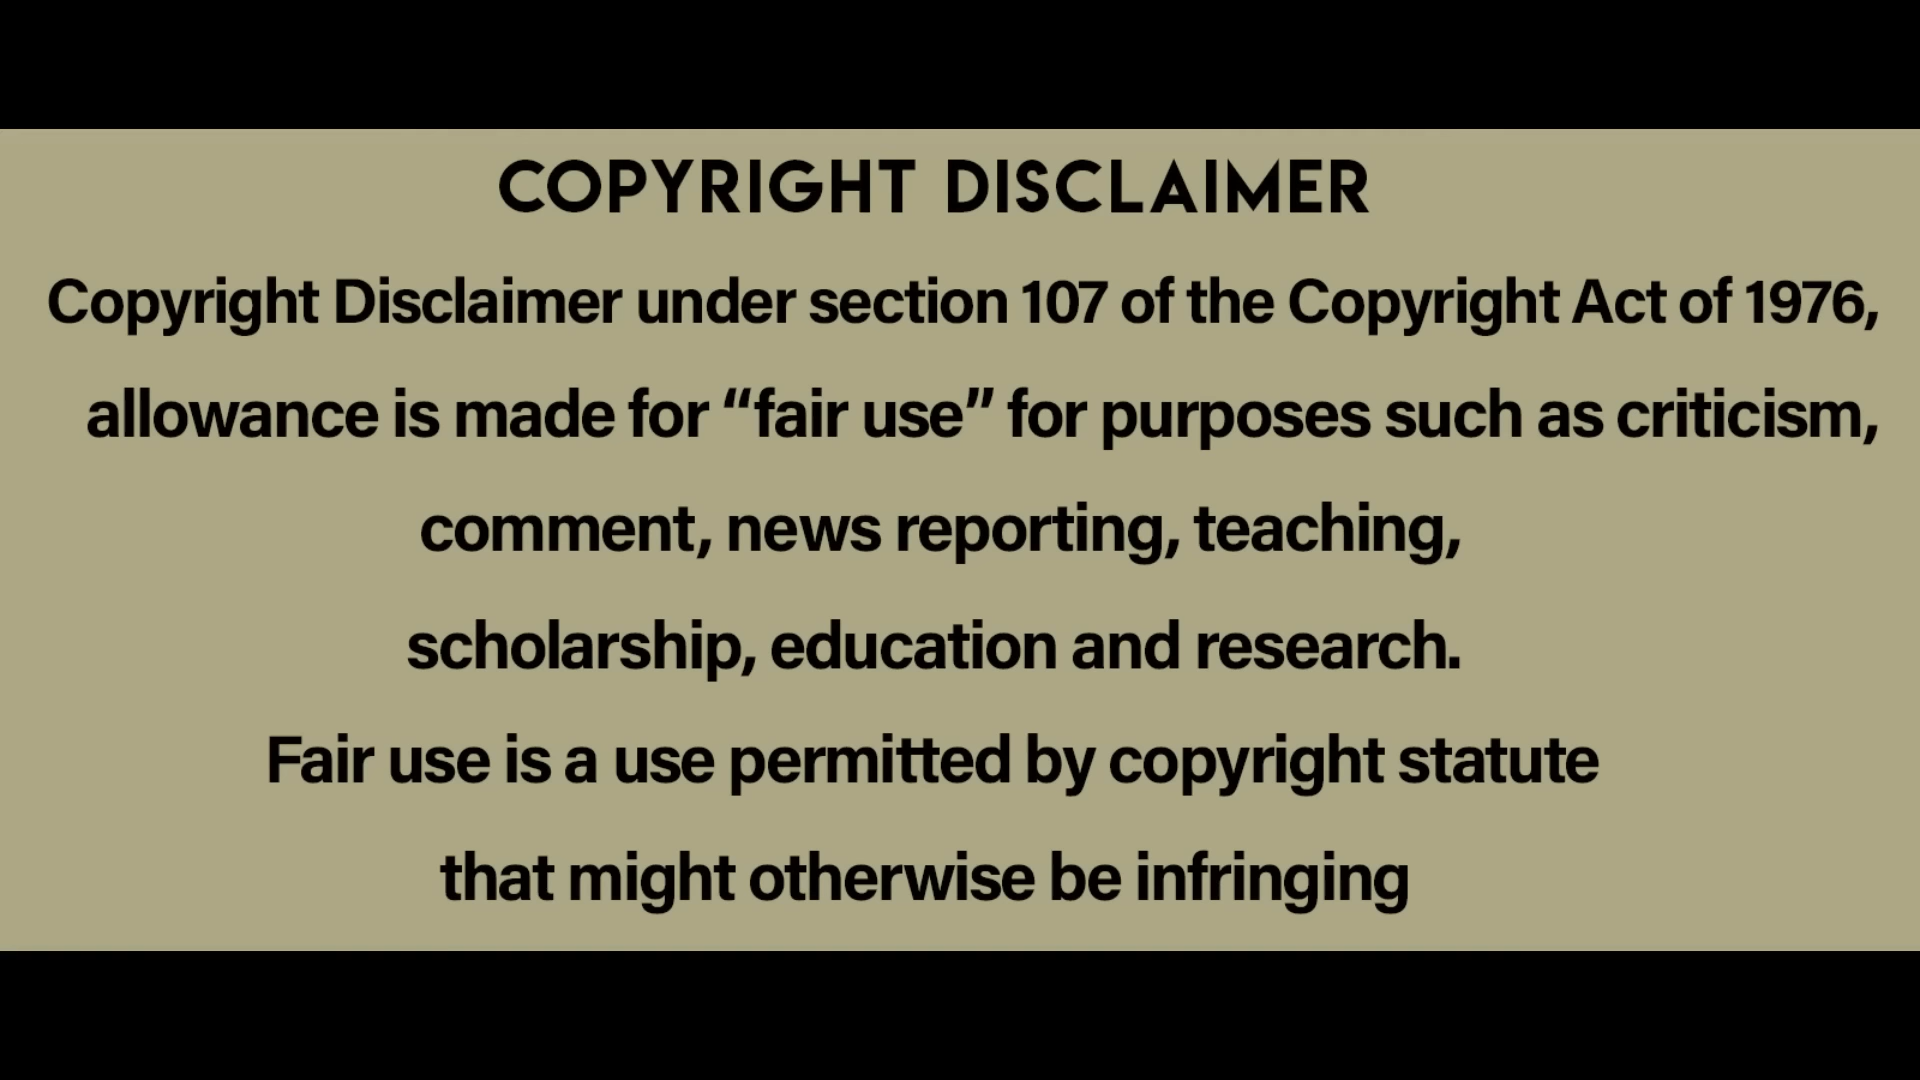 COPYRIGHT DISCLAIMER
Copyright Disclaimer under section 107 of the Copyright Act of 1976,
allowance is made for “fair use” for purposes such as criticism,
comment, news reporting, teaching,
scholarship, education and research.
Fair use is a use permitted by copyright statute
that might otherwise be infringing